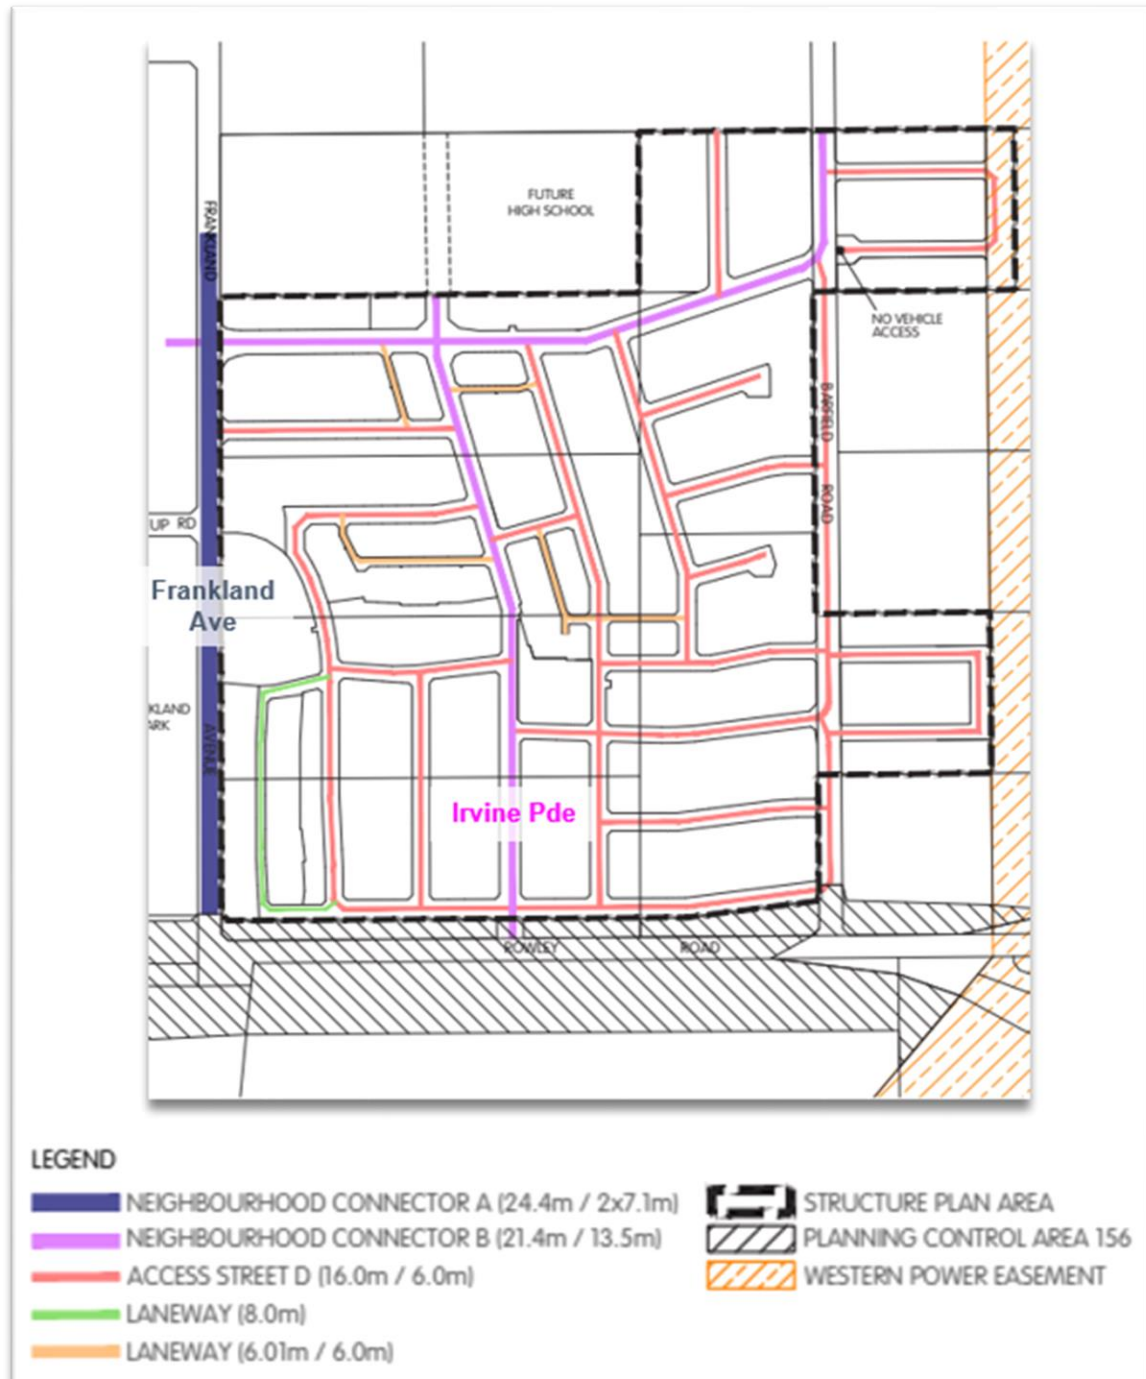 FUTURE
HIGH SCHOOL
FRANKLAND
NO VEHICLE
ACCESS
BARFIELD ROAD
UP RD
Frankland
Ave
KLAND
ARK
AVENUE
Irvine Pde
ROWLEY ROAD
LEGEND
NEIGHBOURHOOD CONNECTOR A (24.4m / 2x7.1m)
NEIGHBOURHOOD CONNECTOR B (21.4m / 13.5m)
ACCESS STREET D (16.0m / 6.0m)
LANEWAY (8.0m)
LANEWAY (6.01m / 6.0m)
STRUCTURE PLAN AREA
PLANNING CONTROL AREA 156
WESTERN POWER EASEMENT